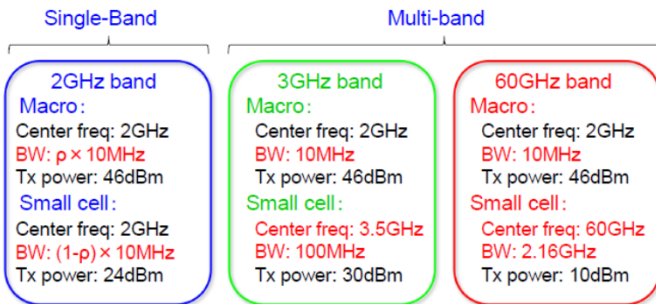 Single-Band
Multi-band
2GHz band
Macro:
Center freq: 2GHz
BW: ρ × 10MHz
Tx power: 46dBm
Small cell:
Center freq: 2GHz
BW: (1-ρ) × 10MHz
Tx power: 24dBm
3GHz band
Macro:
Center freq: 2GHz
BW: 10MHz
Tx power: 46dBm
Small cell:
Center freq: 3.5GHz
BW: 100MHz
Tx power: 30dBm
60GHz band
Macro:
Center freq: 2GHz
BW: 10MHz
Tx power: 46dBm
Small cell:
Center freq: 60GHz
BW: 2.16GHz
Tx power: 10dBm